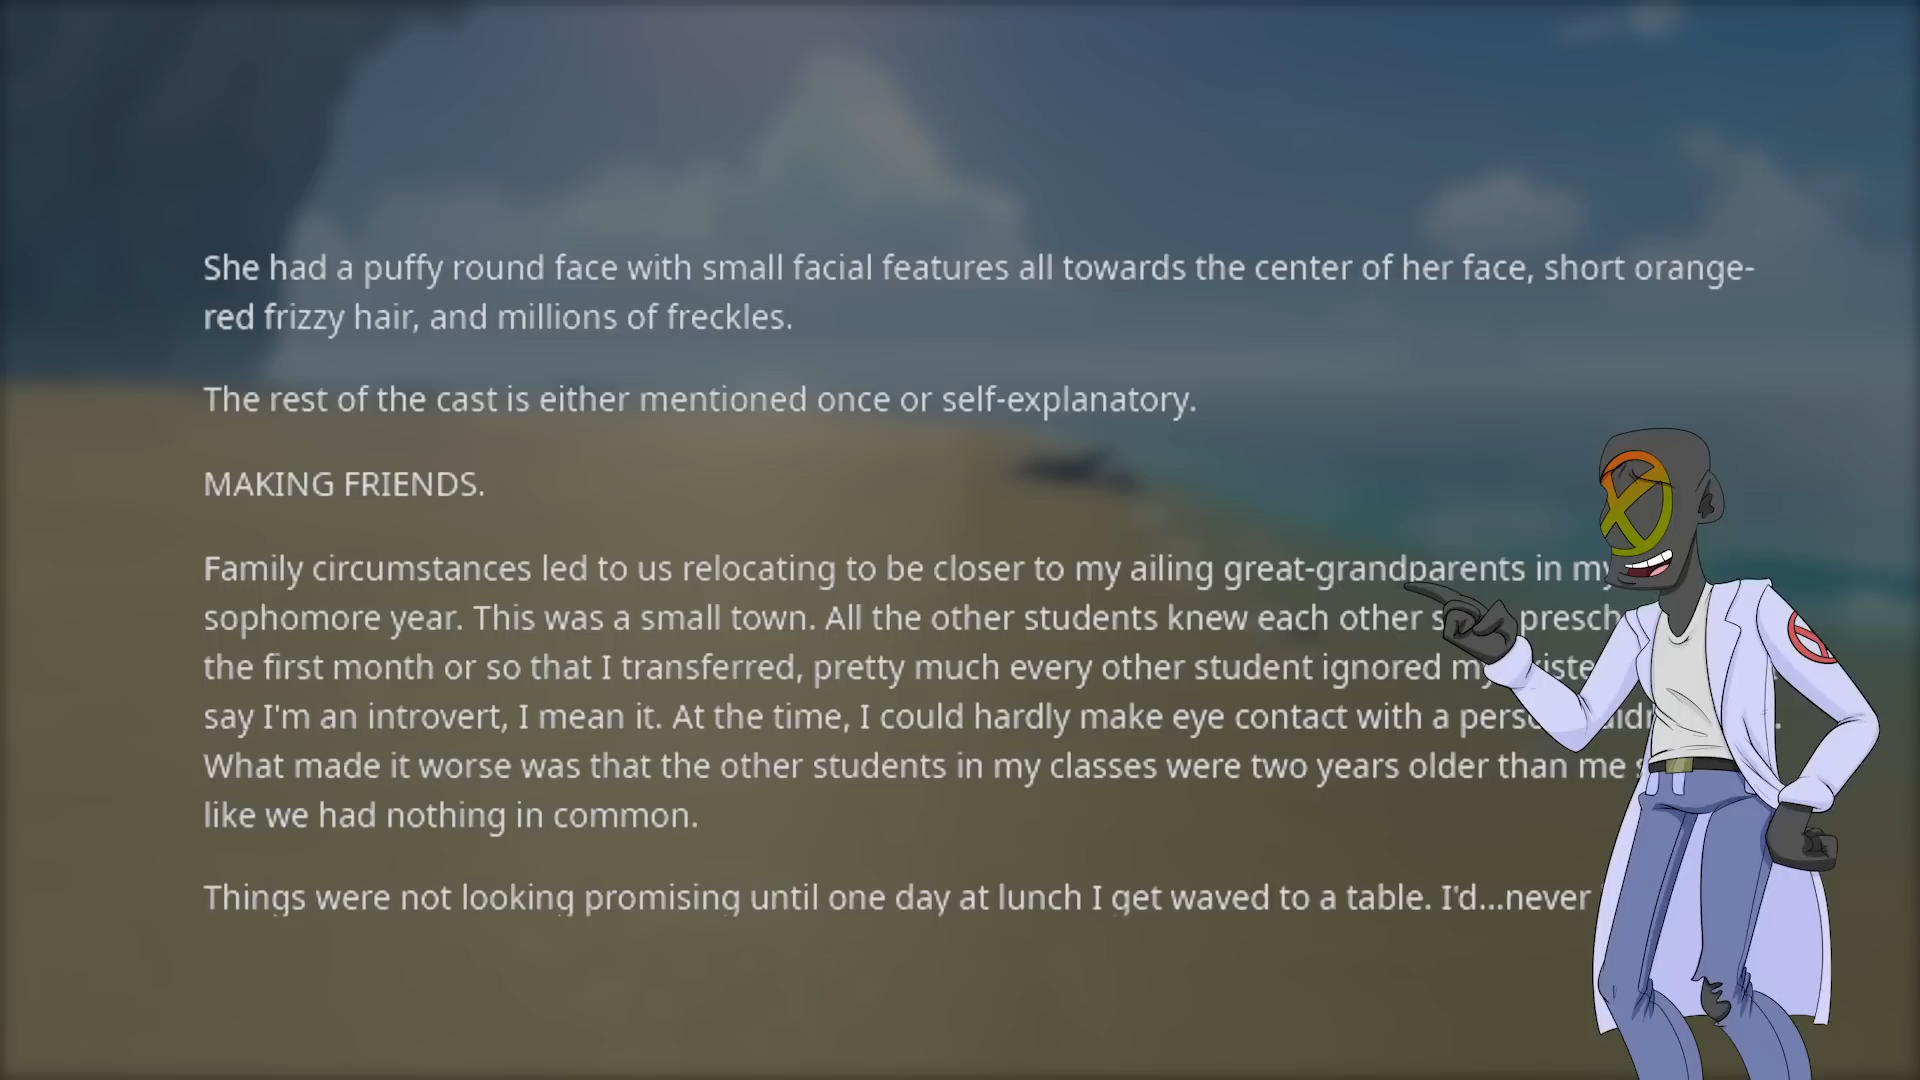 She had a puffy round face with small facial features all towards the center of her face, short orange-
red frizzy hair, and millions of freckles.
The rest of the cast is either mentioned once or self-explanatory.
MAKING FRIENDS.
Family circumstances led to us relocating to be closer to my ailing great-grandparents in my
sophomore year. This was a small town. All the other students knew each other
the first month or so that I transferred, pretty much every other student ignored
say I'm an introvert, I mean it. At the time, I could hardly make eye contact with a
What made it worse was that the other students in my classes were two years older than me
like we had nothing in common.
Things were not looking promising until one day at lunch I get waved to a table. I'd...never